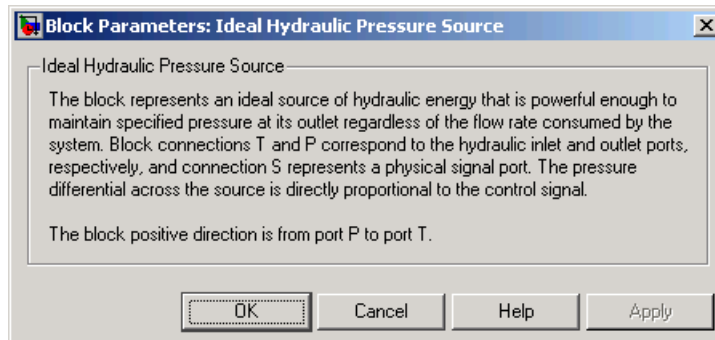 Block Parameters: Ideal Hydraulic Pressure Source
Ideal Hydraulic Pressure Source
The block represents an ideal source of hydraulic energy that is powerful enough to
maintain specified pressure at its outlet regardless of the flow rate consumed by the
system. Block connections T and P correspond to the hydraulic inlet and outlet ports,
respectively, and connection S represents a physical signal port. The pressure
differential across the source is directly proportional to the control signal.
The block positive direction is from port P to port T.
OK Cancel Help Apply